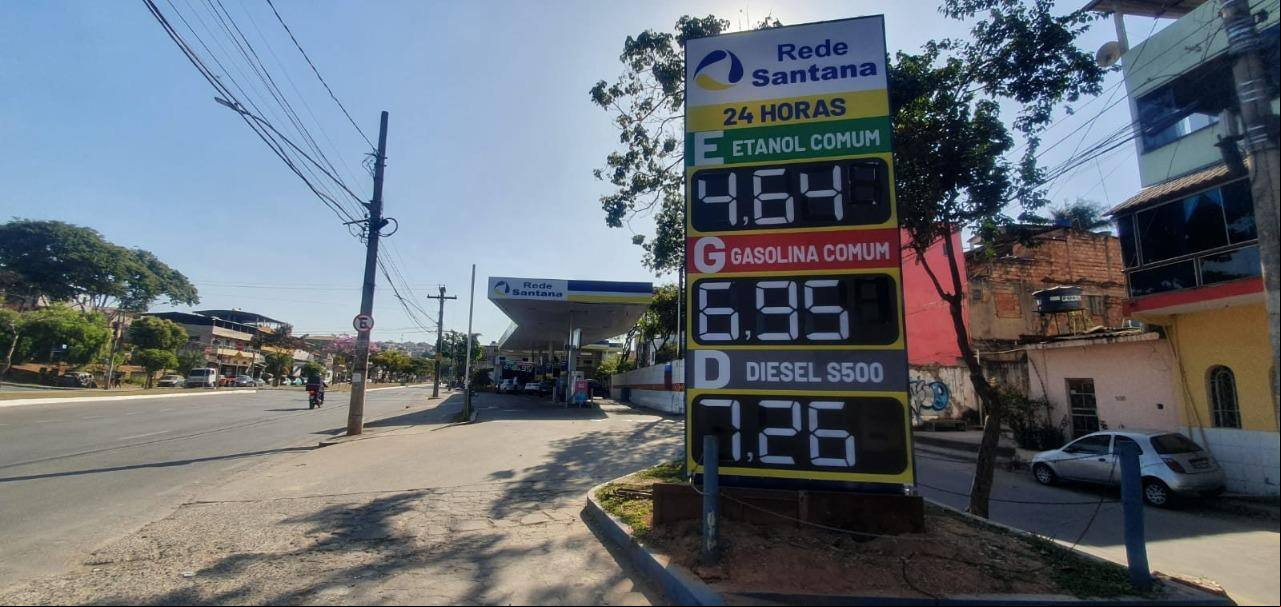 Rede
Santana
24 HORAS
E ETANOL COMUM
4,64
G GASOLINA COMUM
6,95
D DIESEL S500
7,26
Rede
Santana
E